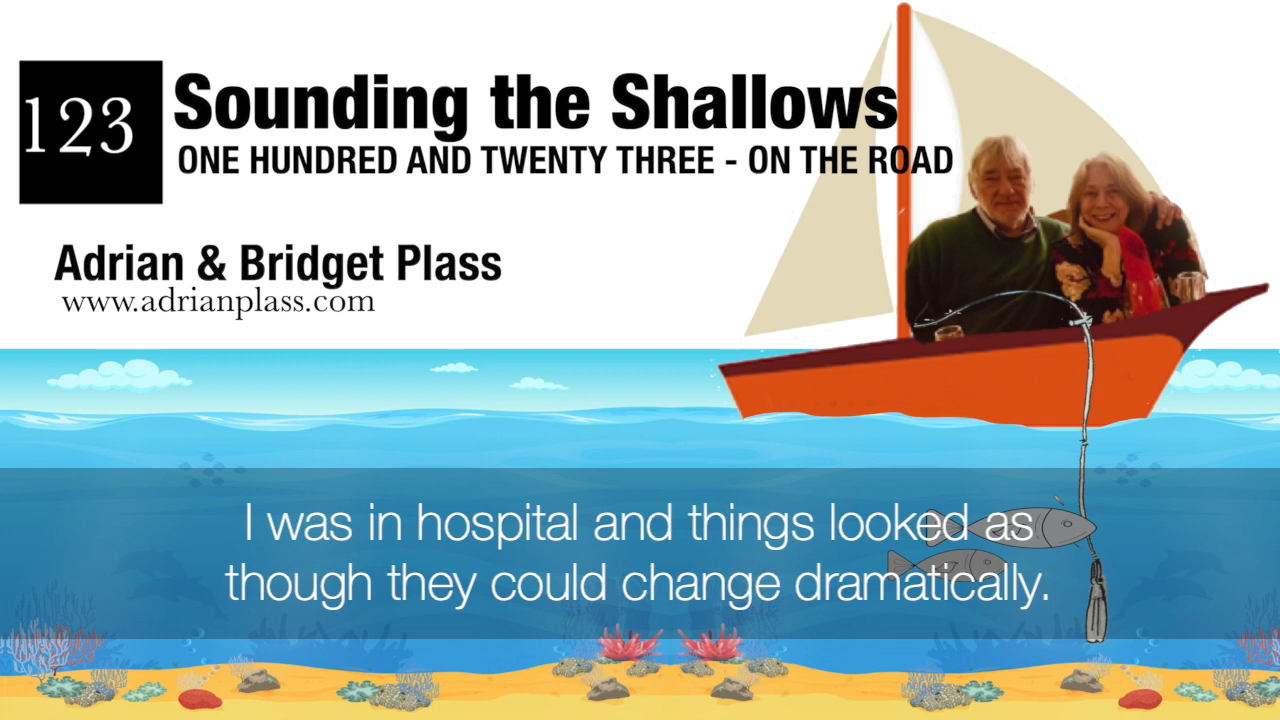 123
Sounding the Shallows
ONE HUNDRED AND TWENTY THREE - ON THE ROAD
Adrian & Bridget Plass
www.adrianplass.com
I was in hospital and things looked as
though they could change dramatically.